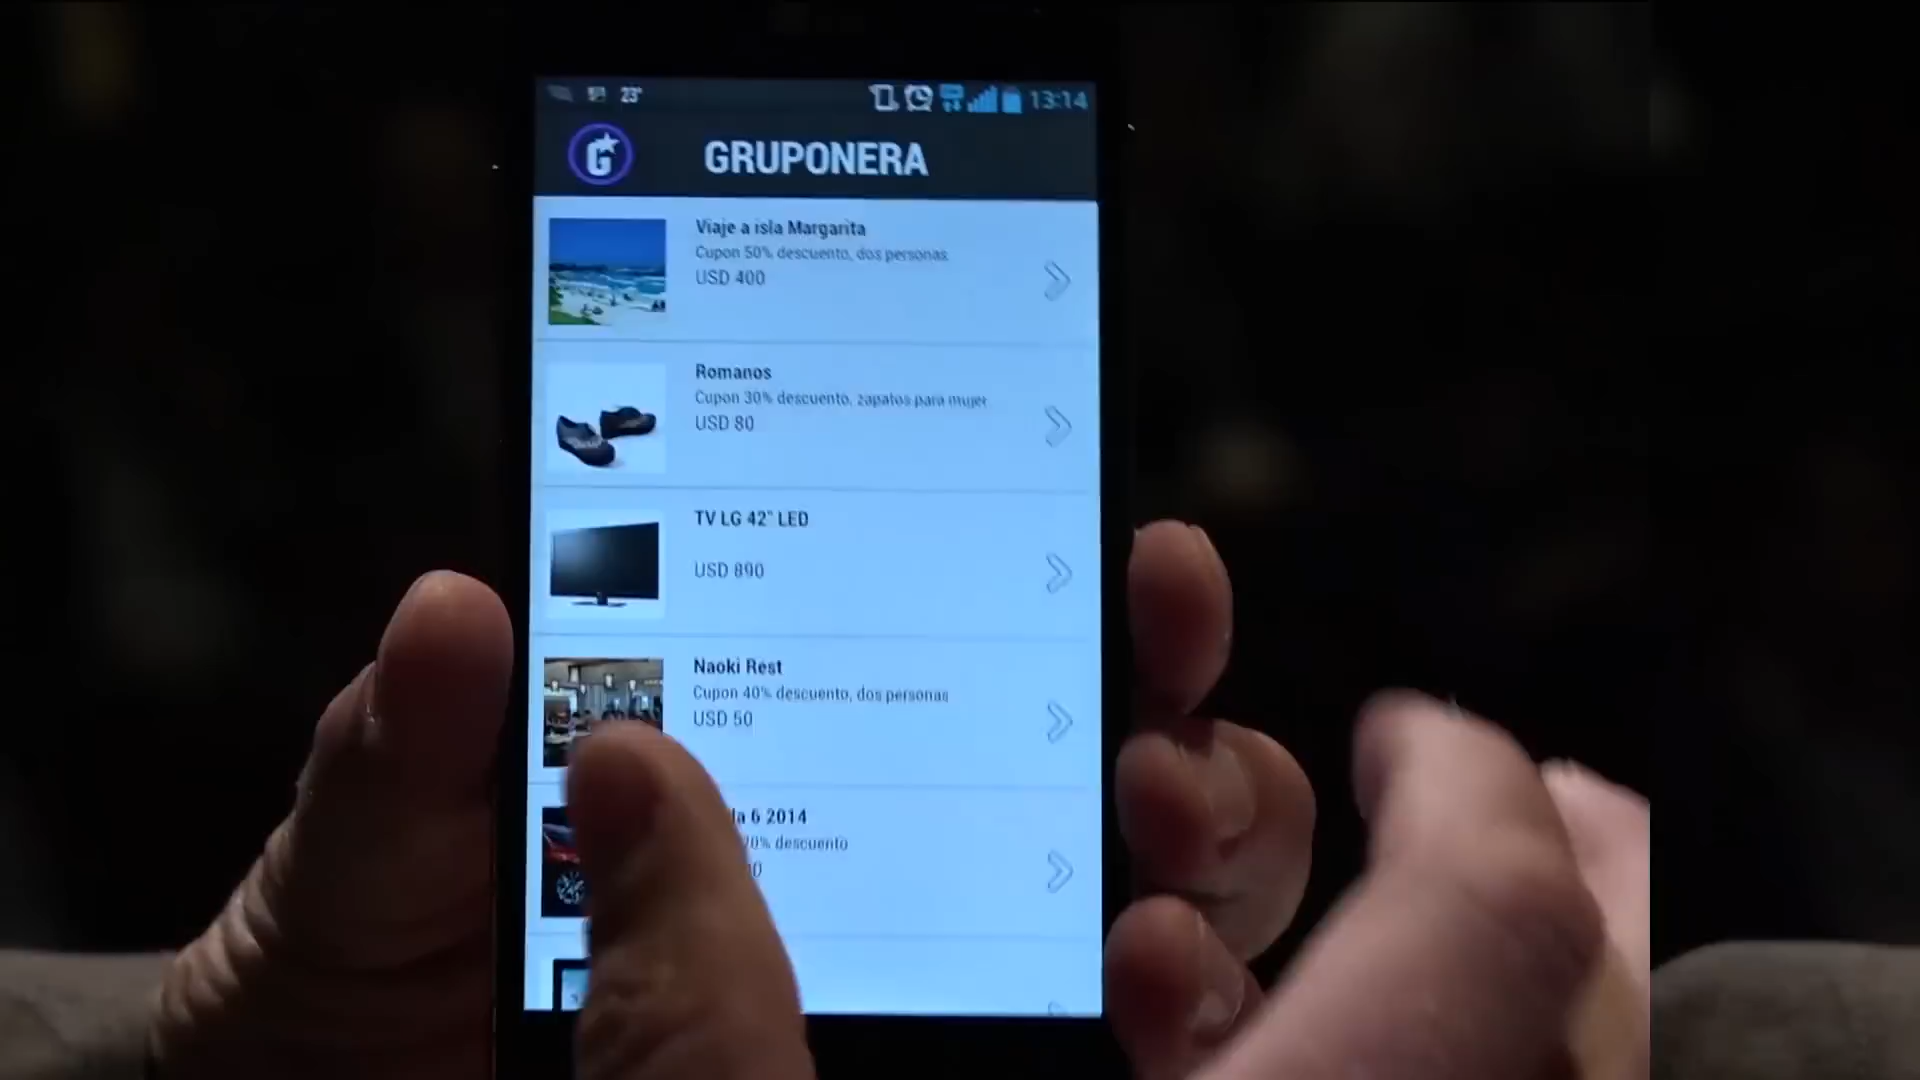 23°
13:14
G
GRUPONERA
Viaje a isla Margarita
Cupon 50% descuento, dos personas
USD 400
Romanos
Cupon 30% descuento, zapatos para mujer
USD 80
TV LG 42" LED
USD 890
Naoki Rest
Cupon 40% descuento, dos personas
USD 50
6 2014
descuento